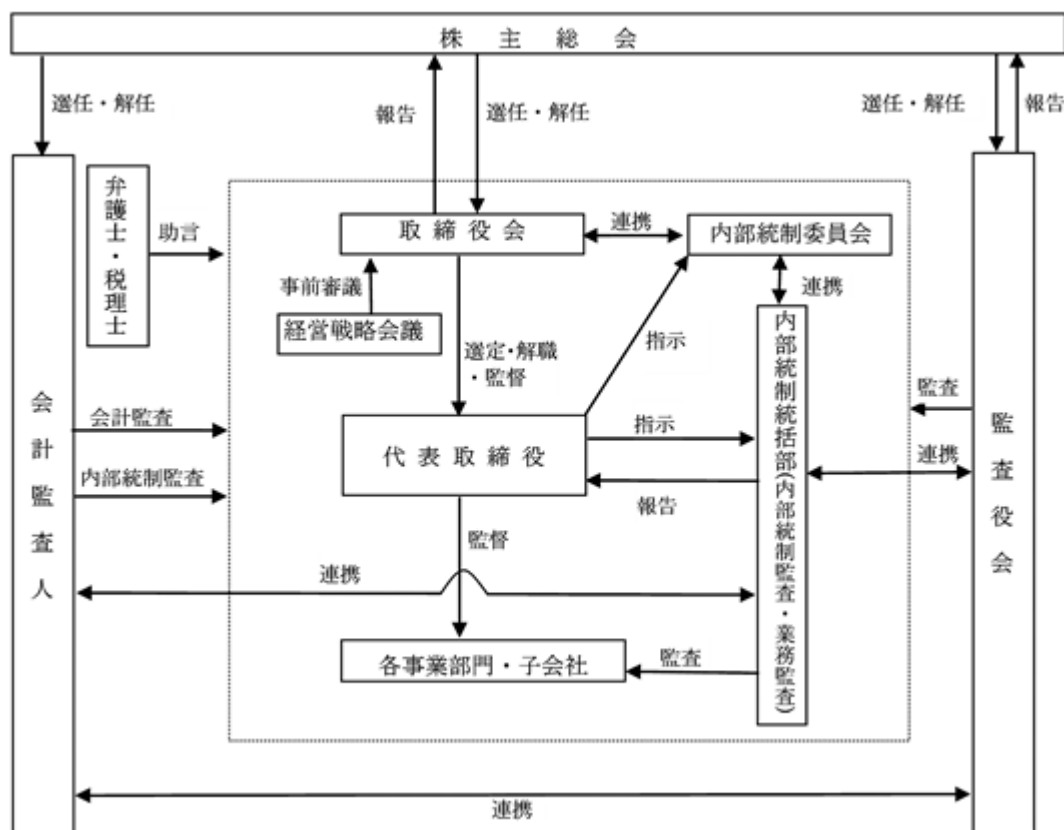 株主総会
選任・解任
報告
選任・解任
選任・解任
報告
弁護士・税理士
助言
取締役会
連携
内部統制委員会
事前審議
連携
経営戦略会議
選定・解職
・監督
指示
内部統制統括部(内部統制監査・業務監査)
会計監査人
会計監査
代表取締役
指示
監査
監査役会
内部統制監査
報告
連携
監督
連携
各事業部門・子会社
監査
連携